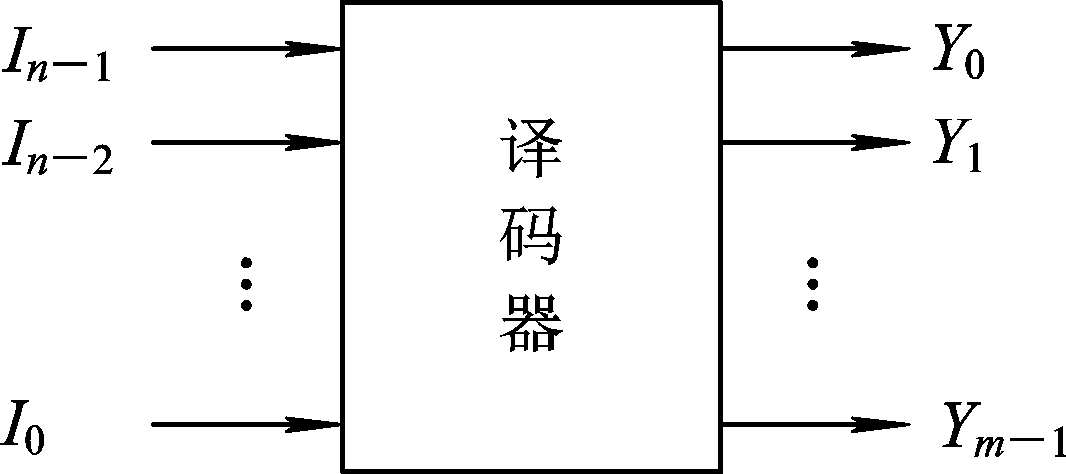 I_{n-1}
I_{n-2}
⋮
I_0
译
码
器
Y_0
Y_1
⋮
Y_{m-1}